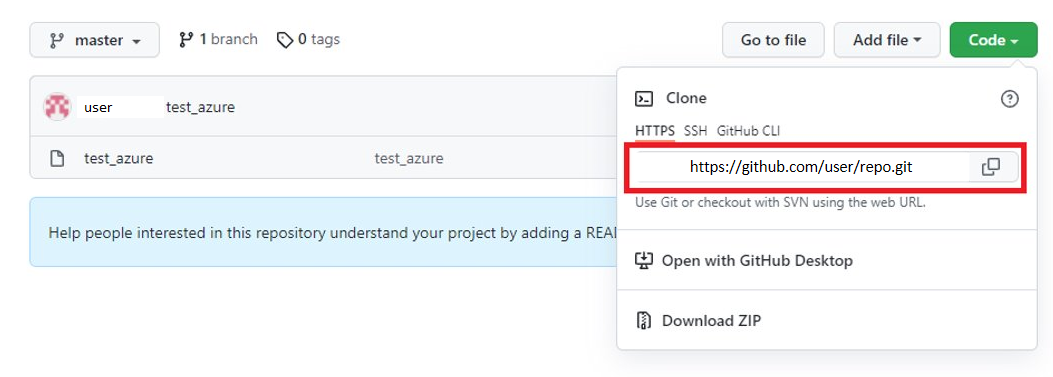 master
1 branch
0 tags
Go to file
Add file
Code
user test_azure
test_azure test_azure
Help people interested in this repository understand your project by adding a
Clone
HTTPS SSH GitHub CLI
https://github.com/user/repo.git
Use Git or checkout with SVN using the web URL.
Open with GitHub Desktop
Download ZIP